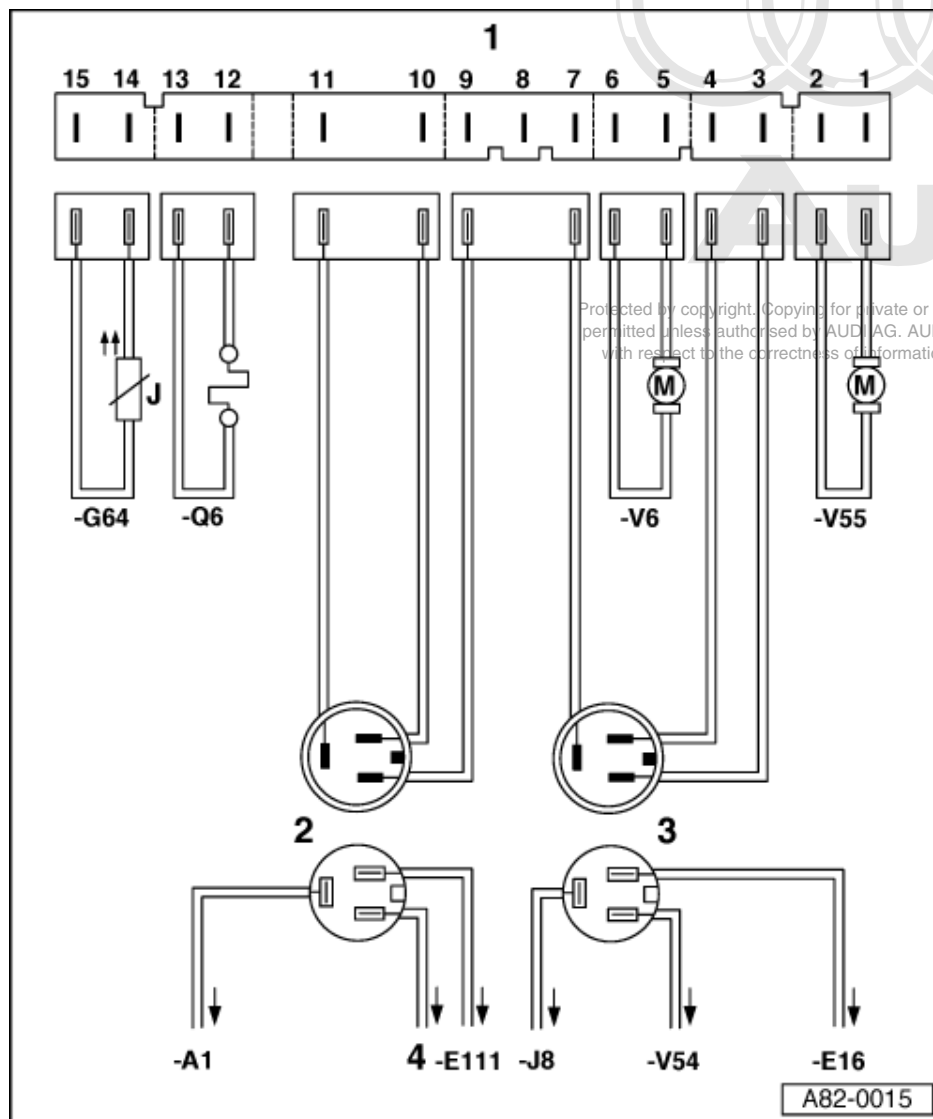 1
15 14 13 12 11 10 9 8 7 6 5 4 3 2 1
Au
Protected by copyright. Copying for private or
permitted unless authorised by AUDI AG. AU
with respect to the correctness of informati
J
M
M
-G64 -Q6 -V6 -V55
2 3
-A1 4 -E111 -J8 -V54 -E16
A82-0015